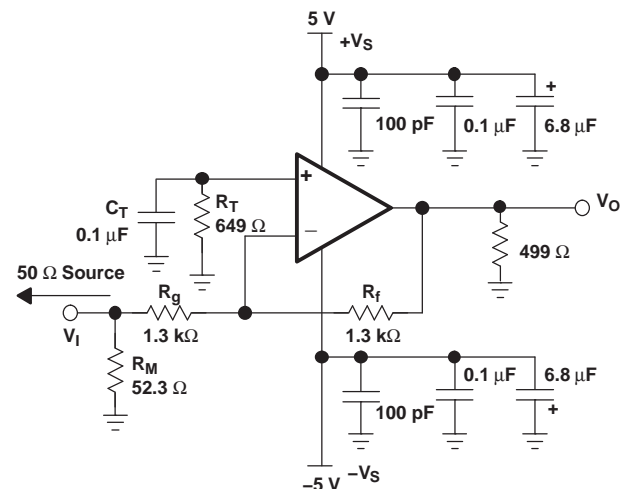 5 V
+VS
+
100 pF
0.1 µF
6.8 µF
+
CT
0.1 µF
RT
649 Ω
−
VO
499 Ω
50 Ω Source
VI
Rg
1.3 kΩ
Rf
1.3 kΩ
RM
52.3 Ω
100 pF
0.1 µF
6.8 µF
+
−5 V
−VS